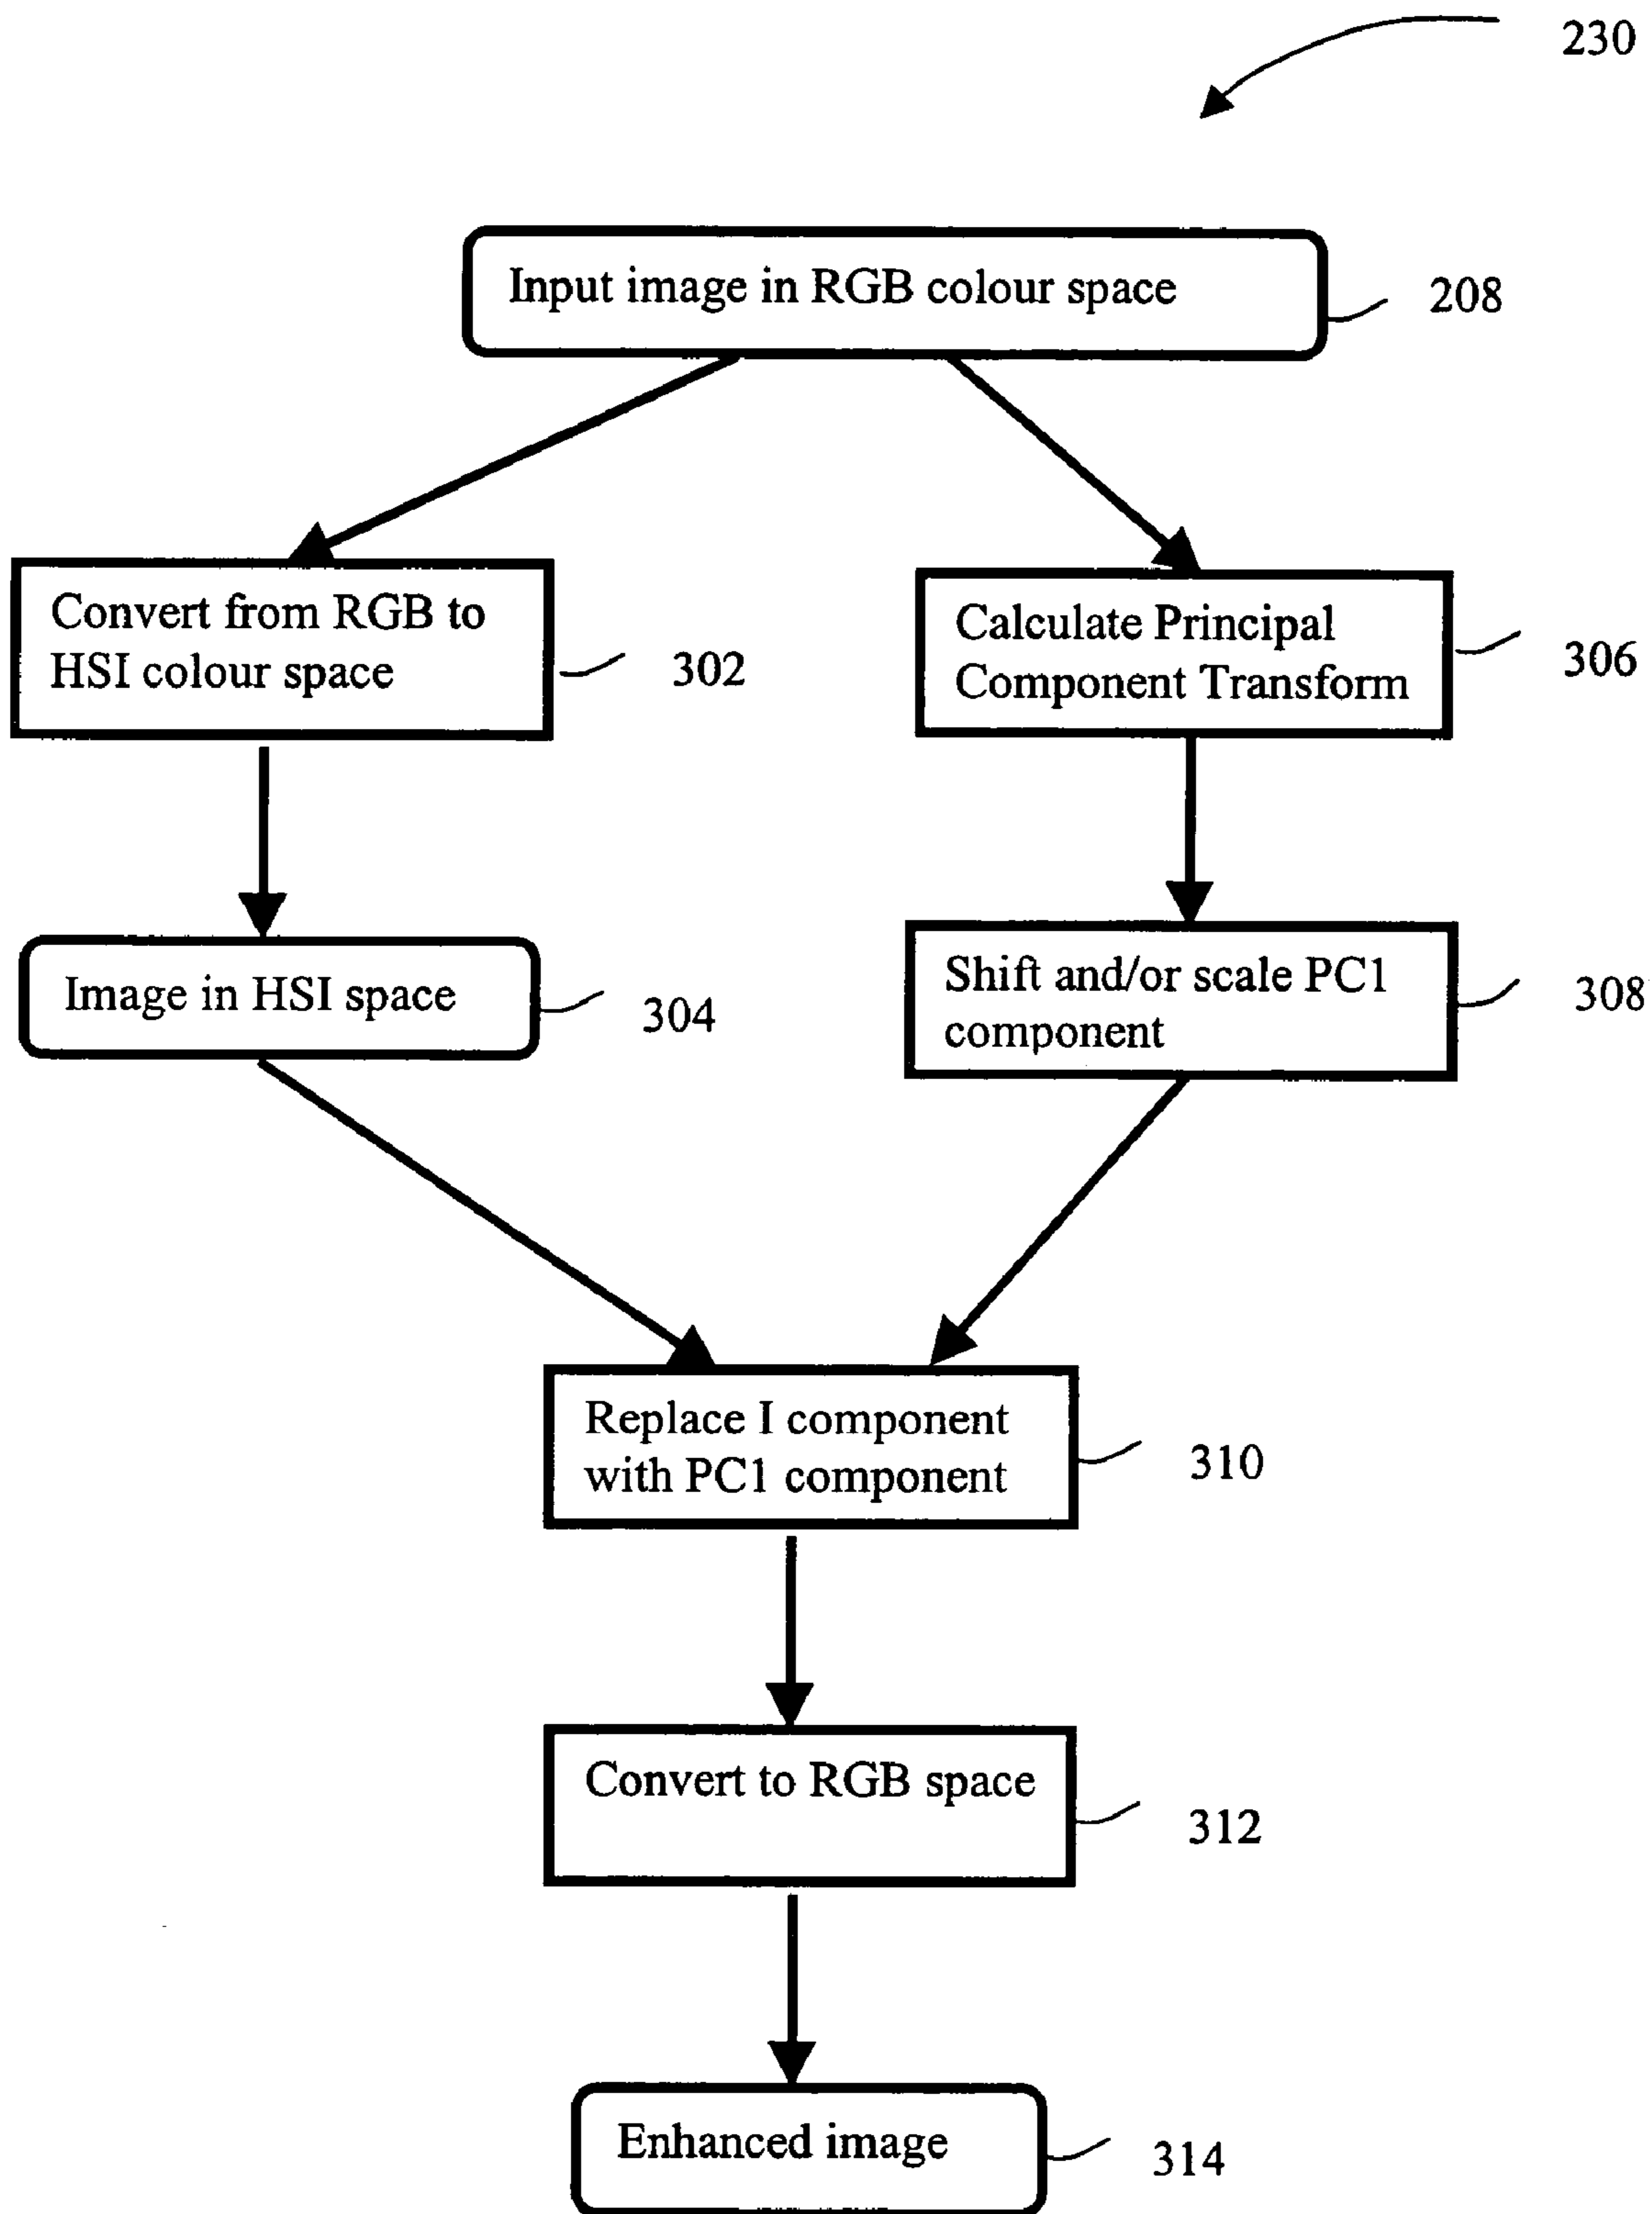 230
Input image in RGB colour space
208
Convert from RGB to
HSI colour space
302
Calculate Principal
Component Transform
306
Image in HSI space
304
Shift and/or scale PC1
component
308
Replace I component
with PC1 component
310
Convert to RGB space
312
Enhanced image
314